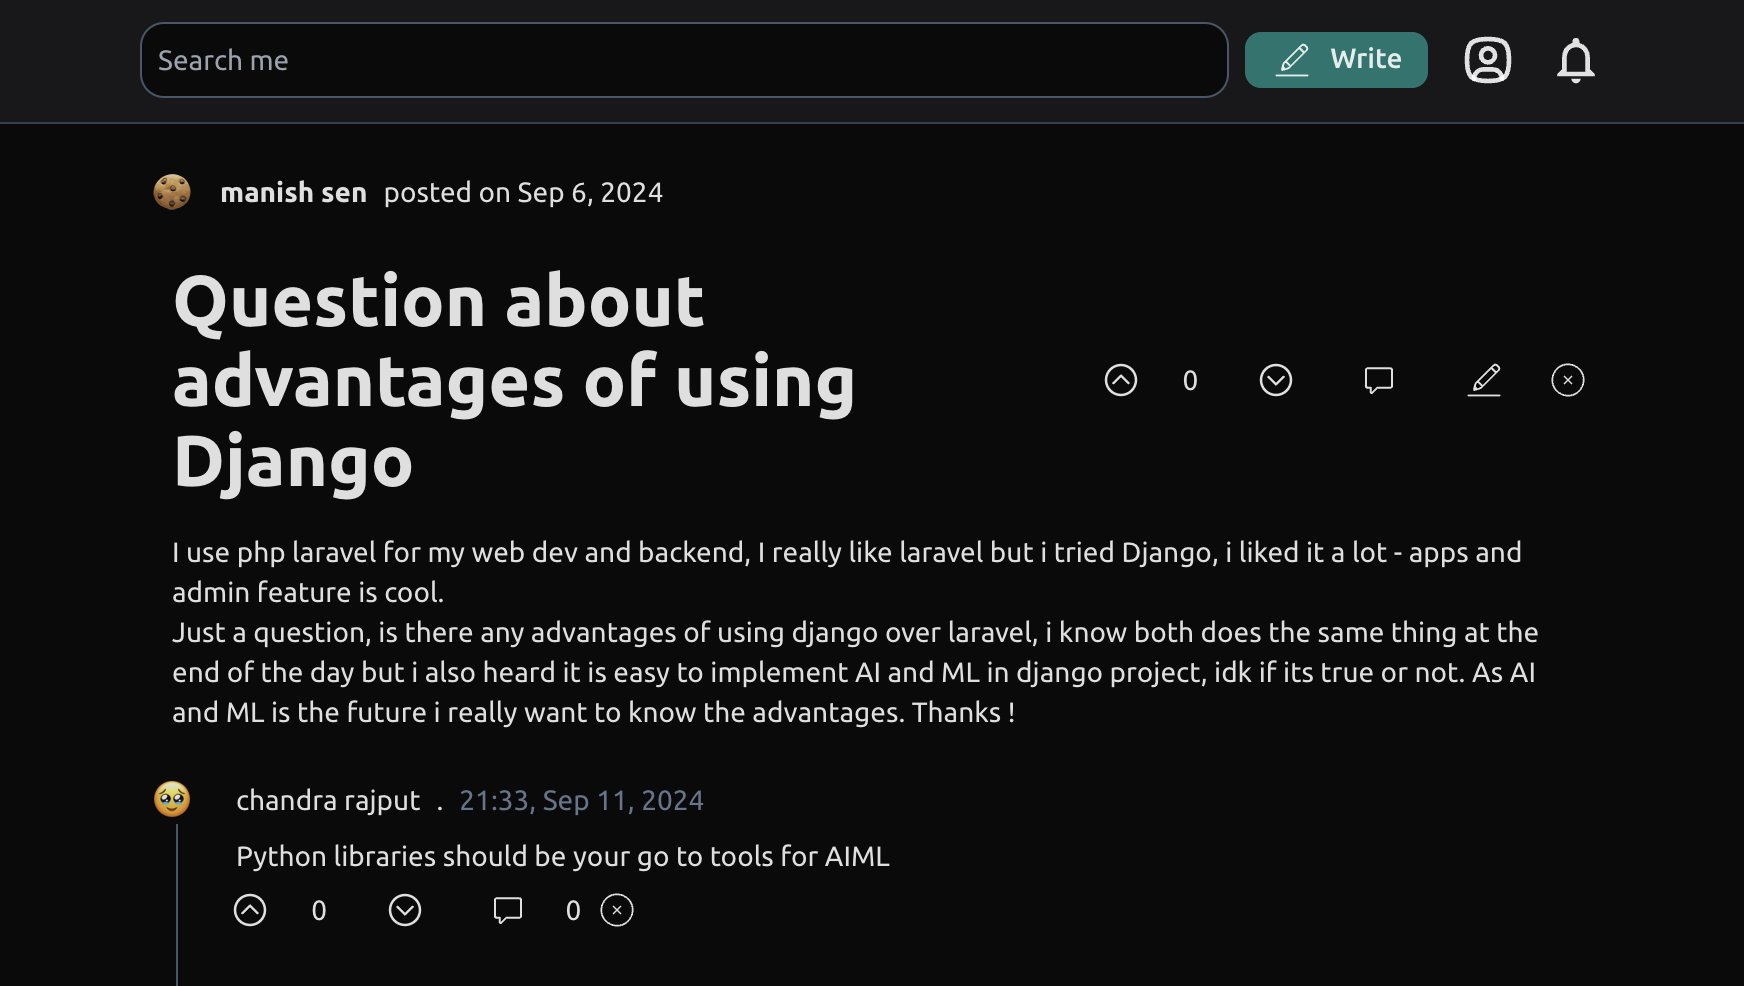 Search me
Write
manish sen posted on Sep 6, 2024
Question about
advantages of using
Django
0
I use php laravel for my web dev and backend, I really like laravel but i tried Django, i liked it a lot - apps and
admin feature is cool.
Just a question, is there any advantages of using django over laravel, i know both does the same thing at the
end of the day but i also heard it is easy to implement AI and ML in django project, idk if its true or not. As AI
and ML is the future i really want to know the advantages. Thanks !
chandra rajput . 21:33, Sep 11, 2024
Python libraries should be your go to tools for AIML
0 0